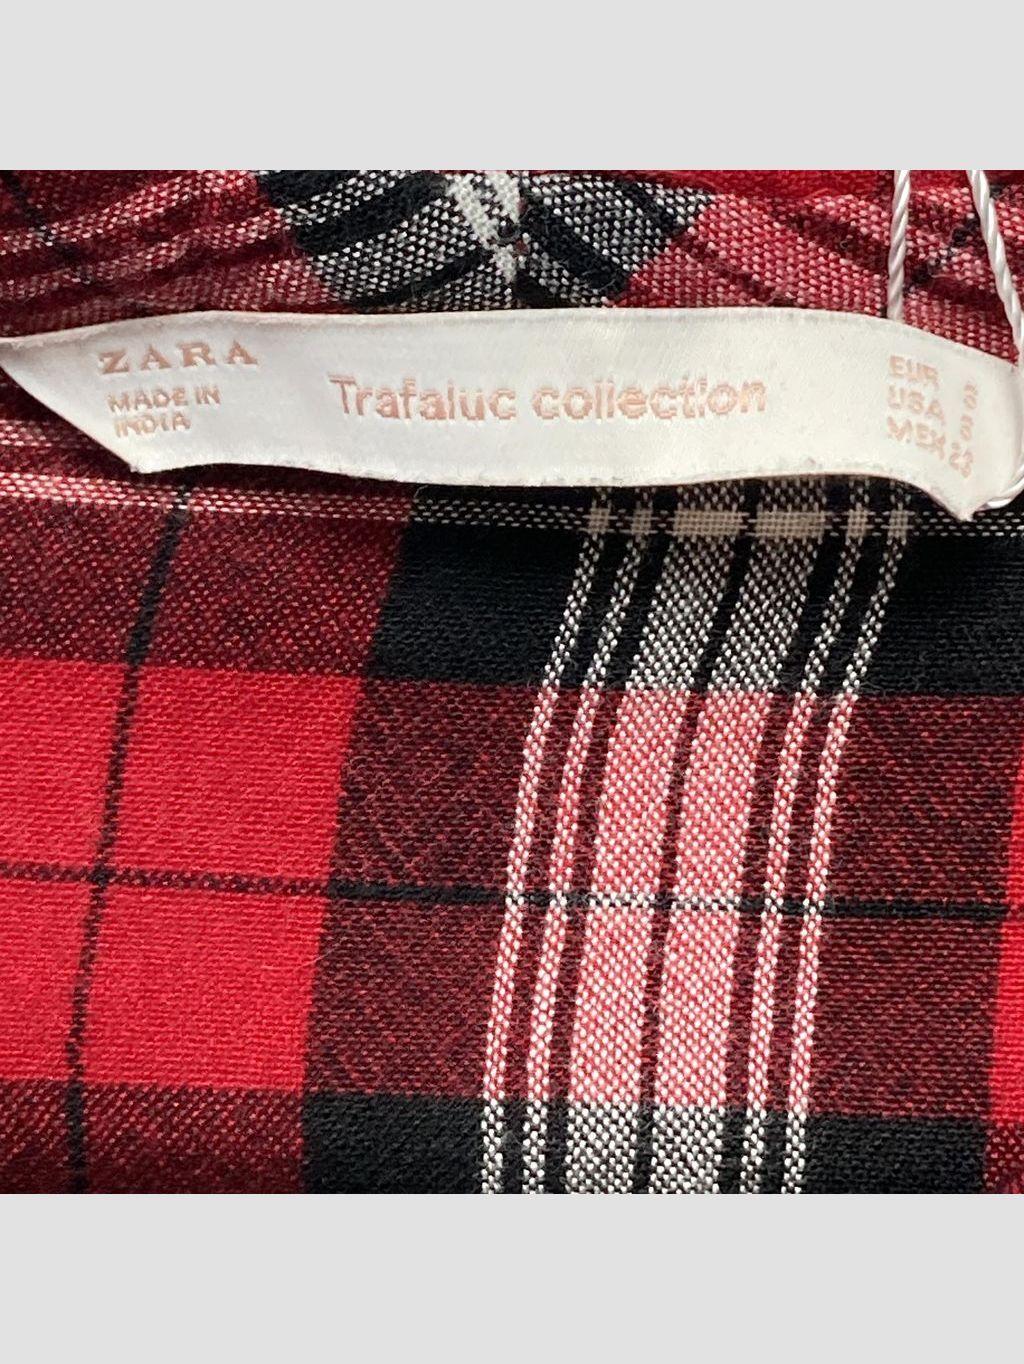 ZARA
MADE IN
INDIA
Trafaluc collection
EUR
USA
MEX